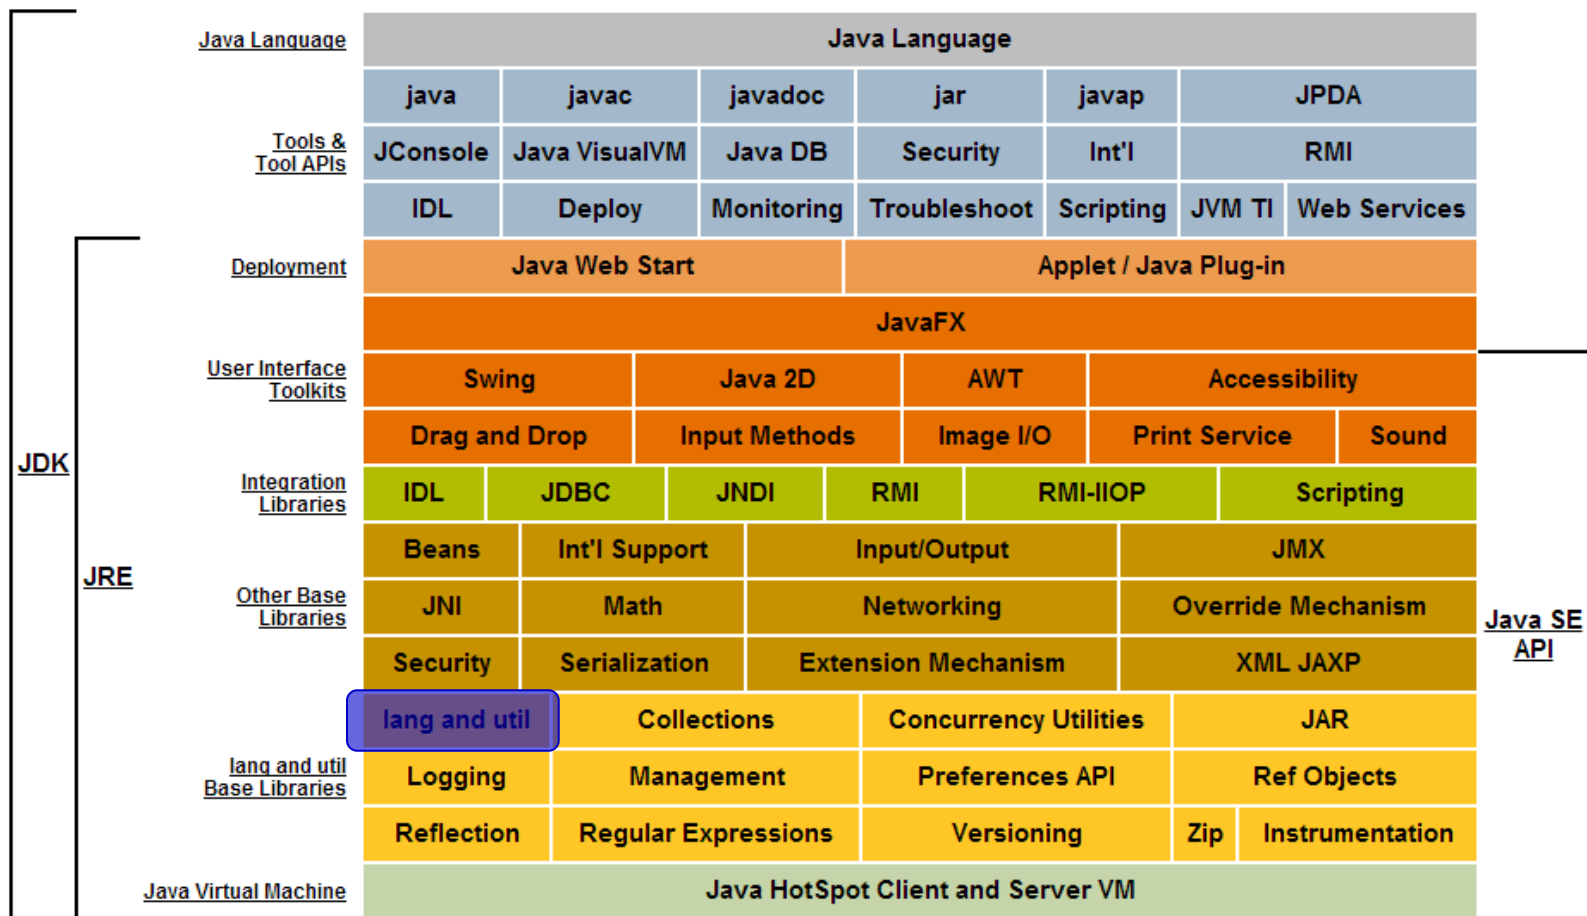 Java Language
Java Language
java javac javadoc jar javap JPDA
Tools &
Tool APIs
JConsole Java VisualVM Java DB Security Int'l RMI
IDL Deploy Monitoring Troubleshoot Scripting JVM TI Web Services
Deployment
Java Web Start Applet / Java Plug-in
JavaFX
User Interface
Toolkits
Swing Java 2D AWT Accessibility
Drag and Drop Input Methods Image I/O Print Service Sound
JDK
Integration
Libraries
IDL JDBC JNDI RMI RMI-IIOP Scripting
Beans Int'l Support Input/Output JMX
JRE
Other Base
Libraries
JNI Math Networking Override Mechanism
Java SE
API
Security Serialization Extension Mechanism XML JAXP
lang and util Collections Concurrency Utilities JAR
lang and util
Base Libraries
Logging Management Preferences API Ref Objects
Reflection Regular Expressions Versioning Zip Instrumentation
Java Virtual Machine
Java HotSpot Client and Server VM